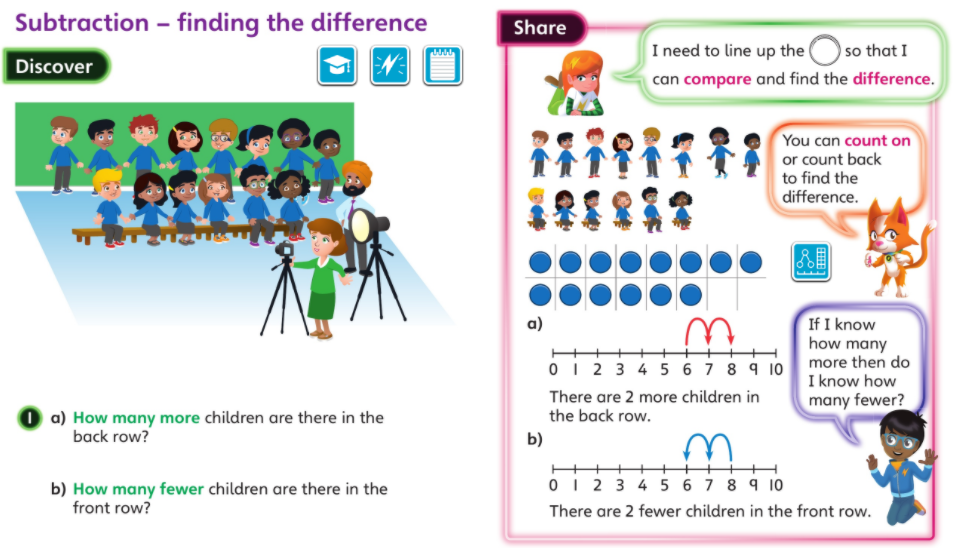 Subtraction – finding the difference
Discover
1 a) How many more children are there in the
back row?
b) How many fewer children are there in the
front row?
Share
I need to line up the so that I
can compare and find the difference.
You can count on
or count back
to find the
difference.
a)
0 1 2 3 4 5 6 7 8 9 10
There are 2 more children in
the back row.
If I know
how many
more then do
I know how
many fewer?
b)
0 1 2 3 4 5 6 7 8 9 10
There are 2 fewer children in the front row.